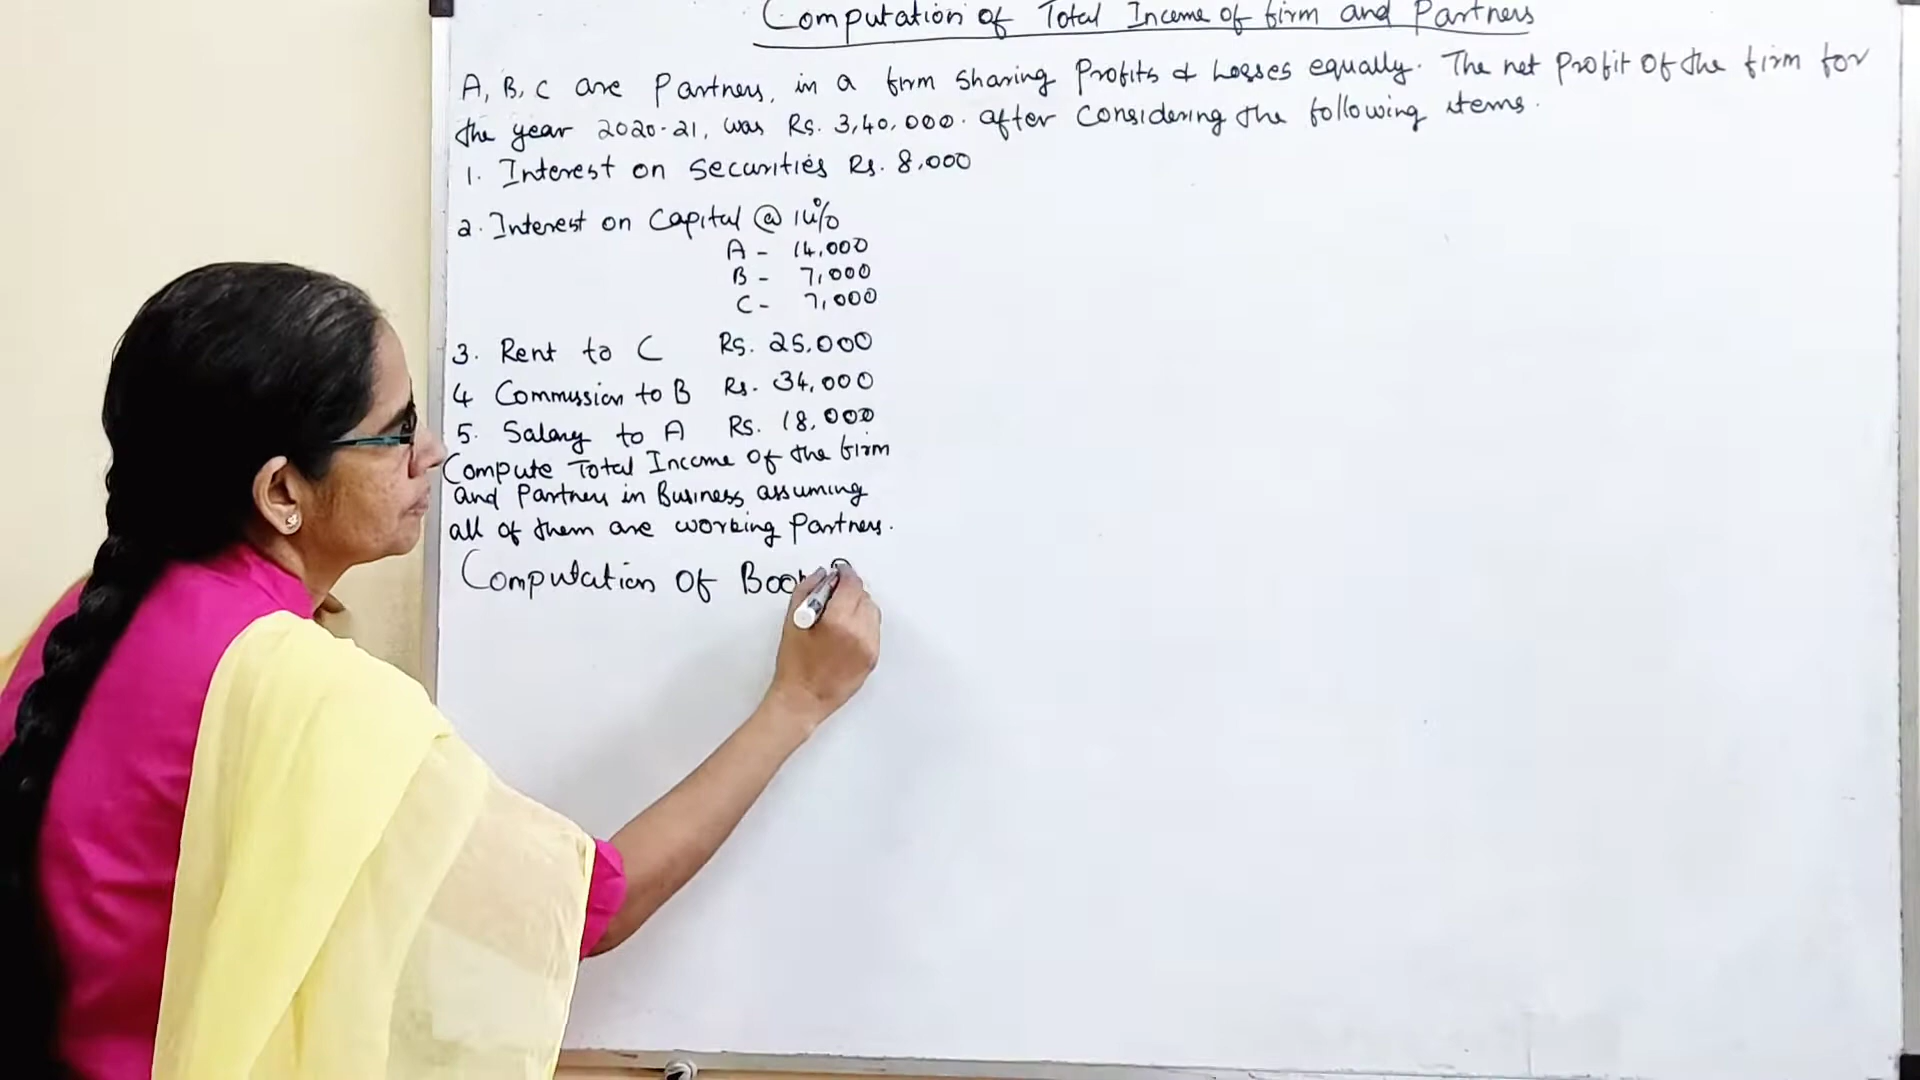 Computation of Total Income of firm and Partners
A, B, C are Partners, in a firm sharing Profits & Losses equally. The net Profit of the firm for
the year 2020-21, was Rs. 3,40,000. after Considering the following items.
1. Interest on Securities Rs. 8,000
2. Interest on Capital @ 14%
A - 14,000
B - 7,000
C - 7,000
3. Rent to C Rs. 25,000
4 Commission to B Rs. 34,000
5. Salary to A Rs. 18,000
Compute Total Income of the firm
and Partners in Business assuming
all of them are working Partners.
Computation of